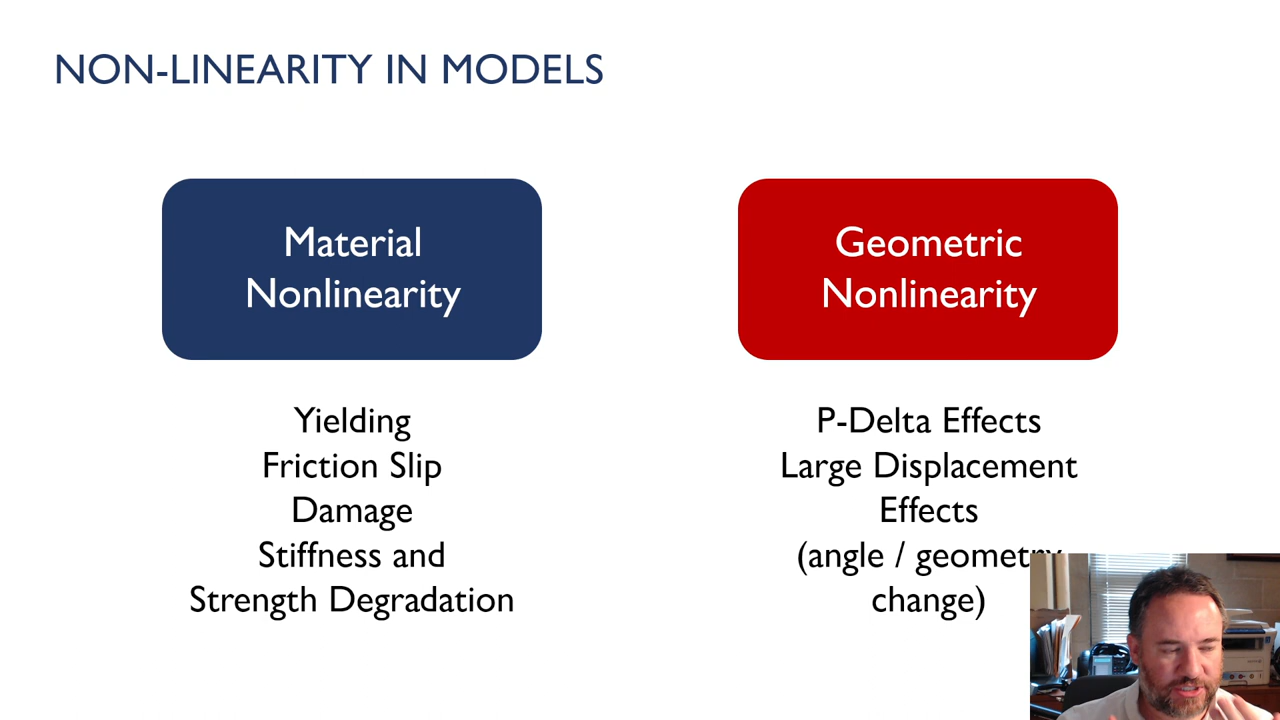 NON-LINEARITY IN MODELS
Material
Nonlinearity
Geometric
Nonlinearity
Yielding
Friction Slip
Damage
Stiffness and
Strength Degradation
P-Delta Effects
Large Displacement
Effects
(angle / geometry
change)